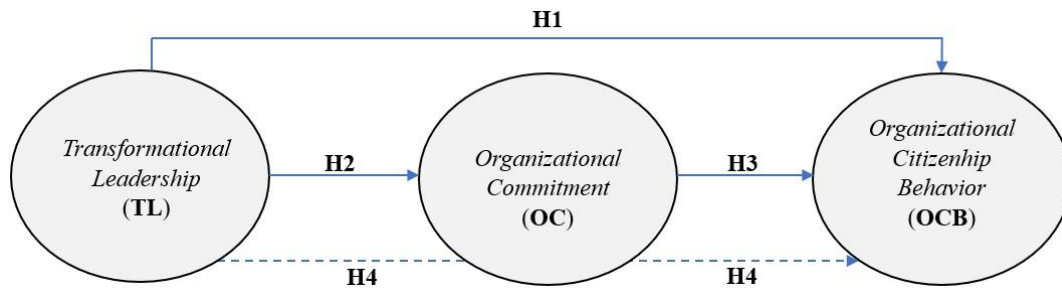 H1
Transformational
Leadership
(TL)
H2
Organizational
Commitment
(OC)
H3
Organizational
Citizenhip
Behavior
(OCB)
H4
H4